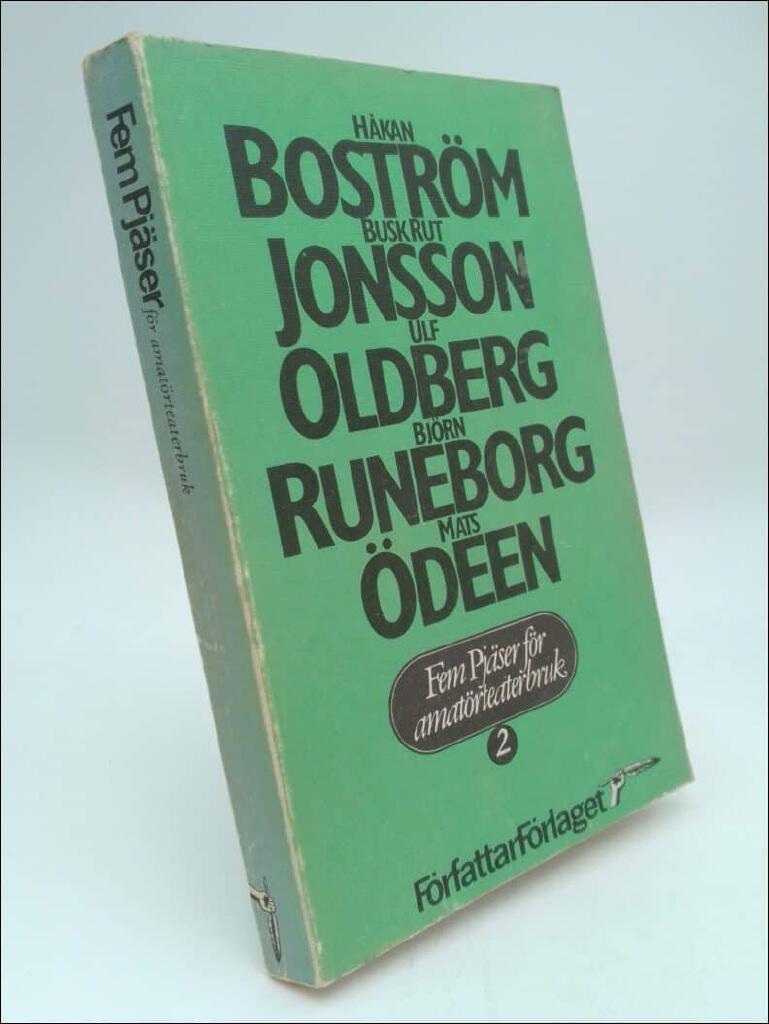 Fem Pjäser för amatörteaterbruk
HÅKAN
BOSTRÖM
BUSKRUT
JONSSON
ULF
OLDBERG
BJÖRN
RUNEBORG
MATS
ÖDEEN
Fem Pjäser för
amatörteaterbruk
2
FörfattarFörlaget